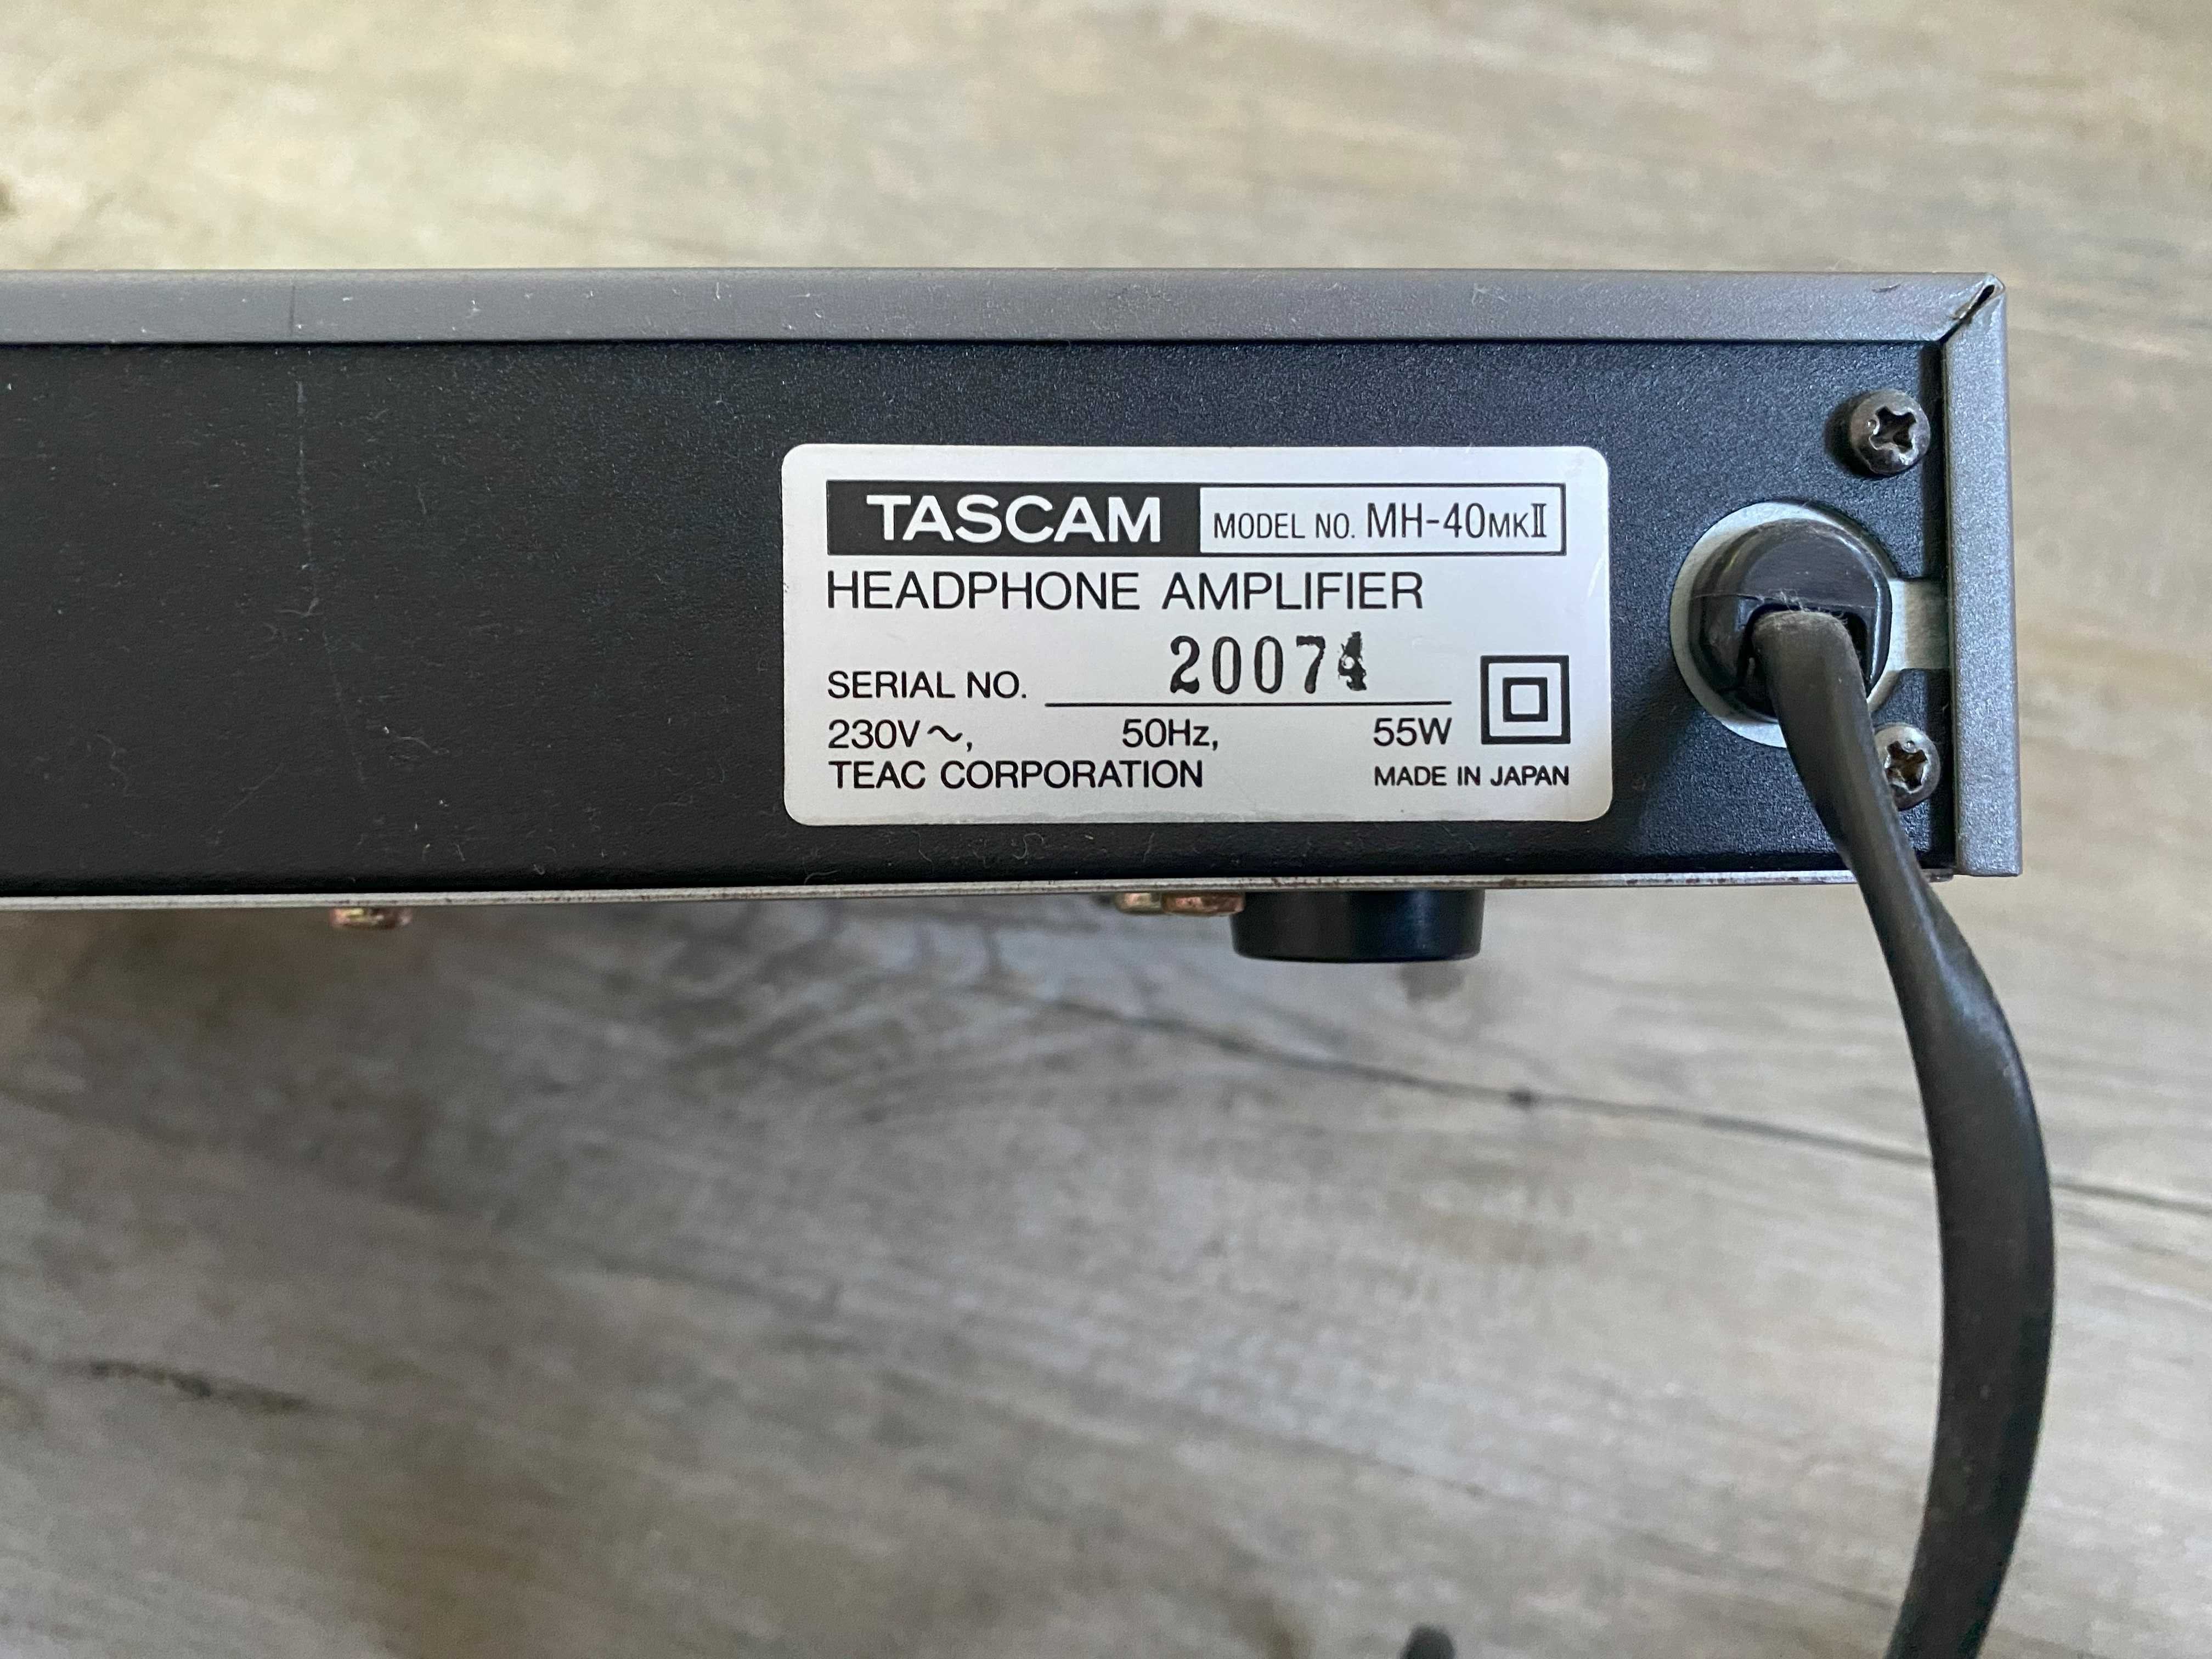 TASCAM MODEL NO. MH-40MKⅡ
HEADPHONE AMPLIFIER
SERIAL NO. 20074
230V～, 50Hz, 55W
TEAC CORPORATION MADE IN JAPAN